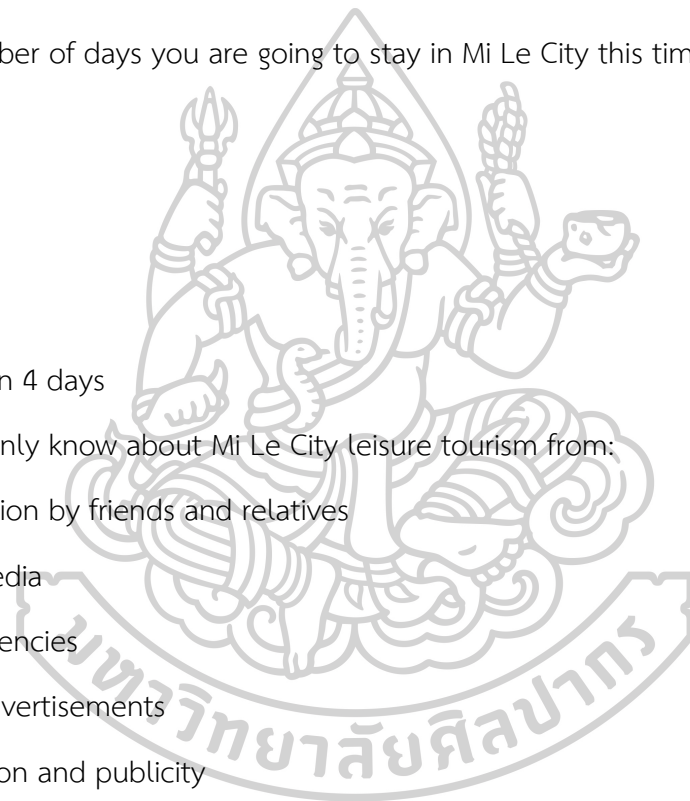 ber of days you are going to stay in Mi Le City this tim
n 4 days
nly know about Mi Le City leisure tourism from:
ion by friends and relatives
edia
encies
vertisements
on and publicity
มหาวิทยาลัยศิลปากร